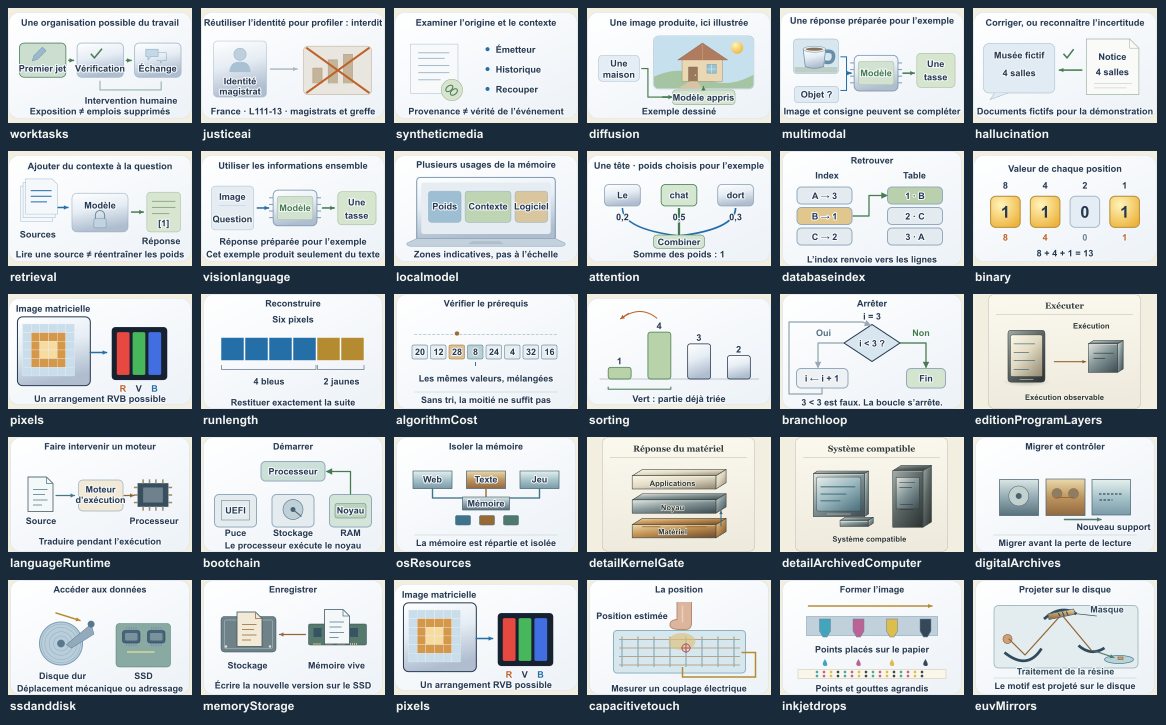 Une organisation possible du travail
Premier jet
Vérification
Échange
Intervention humaine
Exposition ≠ emplois supprimés
worktasks
Réutiliser l'identité pour profiler : interdit
Identité
magistrat
France · L111-13 · magistrats et greffe
justiceai
Examiner l'origine et le contexte
Émetteur
Historique
Recouper
Provenance ≠ vérité de l'événement
syntheticmedia
Une image produite, ici illustrée
Une
maison
Modèle appris
Exemple dessiné
diffusion
Une réponse préparée pour l'exemple
Modèle
Une
tasse
Objet ?
Image et consigne peuvent se compléter
multimodal
Corriger, ou reconnaître l'incertitude
Musée fictif
4 salles
Notice
4 salles
Documents fictifs pour la démonstration
hallucination
Ajouter du contexte à la question
Modèle
[1]
Sources
Réponse
Lire une source ≠ réentraîner les poids
retrieval
Utiliser les informations ensemble
Image
Question
Modèle
Une
tasse
Réponse préparée pour l'exemple
Cet exemple produit seulement du texte
visionlanguage
Plusieurs usages de la mémoire
Poids
Contexte
Logiciel
Zones indicatives, pas à l'échelle
localmodel
Une tête · poids choisis pour l'exemple
Le
chat
dort
0,2
0,5
0,3
Combiner
Somme des poids : 1
attention
Retrouver
Index
Table
A → 3
1 · B
B → 1
2 · C
C → 2
3 · A
L'index renvoie vers les lignes
databaseindex
Valeur de chaque position
8 4 2 1
1 1 0 1
8 4 0 1
8 + 4 + 1 = 13
binary
Image matricielle
R V B
Un arrangement RVB possible
pixels
Reconstruire
Six pixels
4 bleus
2 jaunes
Restituer exactement la suite
runlength
Vérifier le prérequis
20 12 28 8 24 4 32 16
Les mêmes valeurs, mélangées
Sans tri, la moitié ne suffit pas
algorithmCost
1
4
3
2
Vert : partie déjà triée
sorting
Arrêter
i = 3
Oui
Non
i < 3 ?
i ← i + 1
Fin
3 < 3 est faux. La boucle s'arrête.
branchloop
Exécuter
Exécution
Exécution observable
editionProgramLayers
Faire intervenir un moteur
Moteur
d'exécution
Source
Processeur
Traduire pendant l'exécution
languageRuntime
Démarrer
Processeur
UEFI
Noyau
Puce
Stockage
RAM
Le processeur exécute le noyau
bootchain
Isoler la mémoire
Web
Texte
Jeu
Mémoire
La mémoire est répartie et isolée
osResources
Réponse du matériel
Applications
Noyau
Matériel
detailKernelGate
Système compatible
Système compatible
detailArchivedComputer
Migrer et contrôler
Nouveau support
Migrer avant la perte de lecture
digitalArchives
Accéder aux données
Disque dur
SSD
Déplacement mécanique ou adressage
ssdanddisk
Enregistrer
Stockage
Mémoire vive
Écrire la nouvelle version sur le SSD
memoryStorage
Image matricielle
R V B
Un arrangement RVB possible
pixels
La position
Position estimée
Mesurer un couplage électrique
capacitivetouch
Former l'image
Points placés sur le papier
Points et gouttes agrandis
inkjetdrops
Projeter sur le disque
Masque
Traitement de la résine
Le motif est projeté sur le disque
euvMirrors